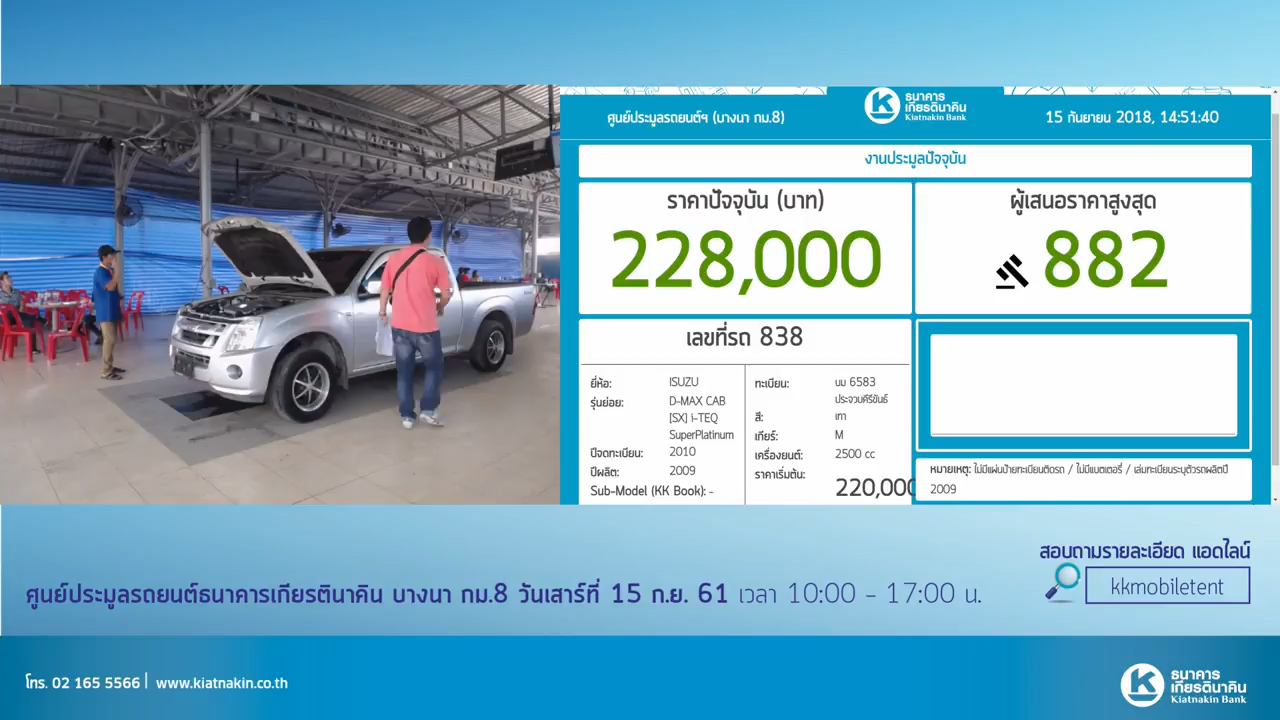 ศูนย์ประมูลรถยนต์ฯ (บางนา กม.8)
ธนาคาร
เกียรตินาคิน
Kiatnakin Bank
15 กันยายน 2018, 14:51:40
งานประมูลปัจจุบัน
ราคาปัจจุบัน (บาท)
228,000
ผู้เสนอราคาสูงสุด
882
เลขที่รถ 838
ยี่ห้อ: ISUZU
รุ่นย่อย: D-MAX CAB
[SX] i-TEQ
SuperPlatinum
ปีจดทะเบียน: 2010
ปีผลิต: 2009
Sub-Model (KK Book): -
ทะเบียน: บม 6583
ประจวบคีรีขันธ์
สี: เทา
เกียร์: M
เครื่องยนต์: 2500 cc
ราคาเริ่มต้น:
220,000
หมายเหตุ: ไม่มีแผ่นป้ายทะเบียนติดรถ / ไม่มีแบตเตอรี่ / เล่มทะเบียนระบุตัวรถผลิตปี
2009
สอบถามรายละเอียด แอดไลน์
kkmobiletent
ศูนย์ประมูลรถยนต์ธนาคารเกียรตินาคิน บางนา กม.8 วันเสาร์ที่ 15 ก.ย. 61 เวลา 10:00 - 17:00 น.
โทร. 02 165 5566 | www.kiatnakin.co.th
ธนาคาร
เกียรตินาคิน
Kiatnakin Bank